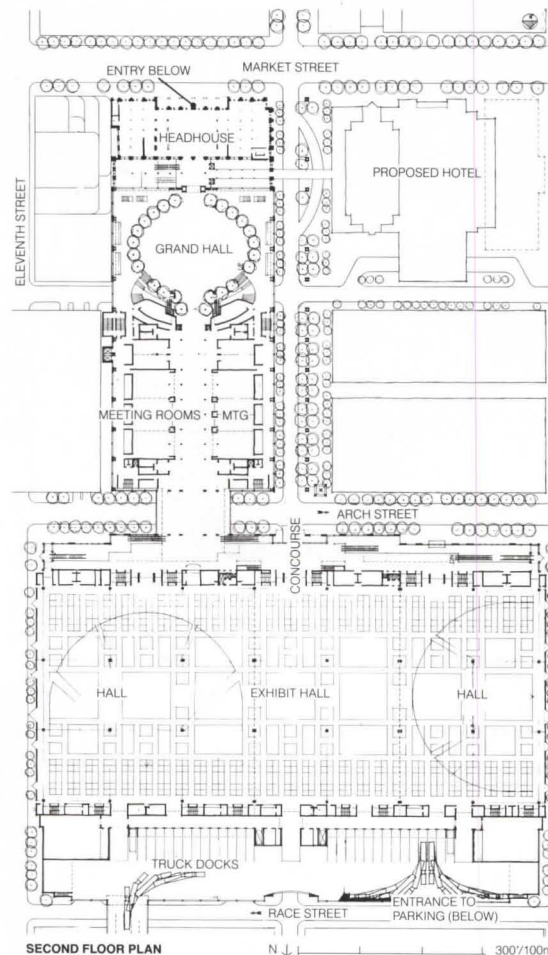 MARKET STREET
ENTRY BELOW
HEADHOUSE
PROPOSED HOTEL
ELEVENTH STREET
GRAND HALL
MEETING ROOMS
MTG
ARCH STREET
CONCOURSE
HALL
EXHIBIT HALL
HALL
TRUCK DOCKS
ENTRANCE TO
PARKING (BELOW)
RACE STREET
SECOND FLOOR PLAN
N
300'/100m